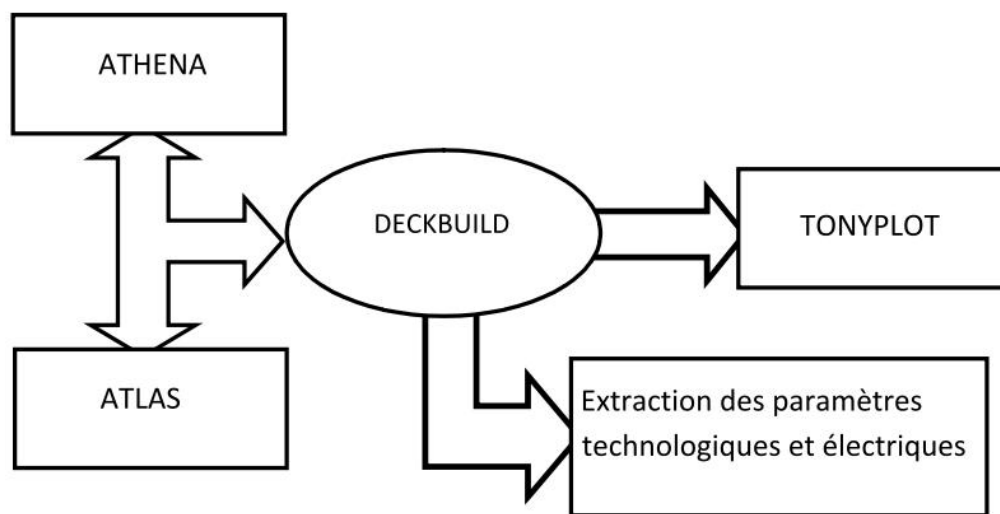 ATHENA
DECKBUILD
TONYPLOT
ATLAS
Extraction des paramètres
technologiques et électriques